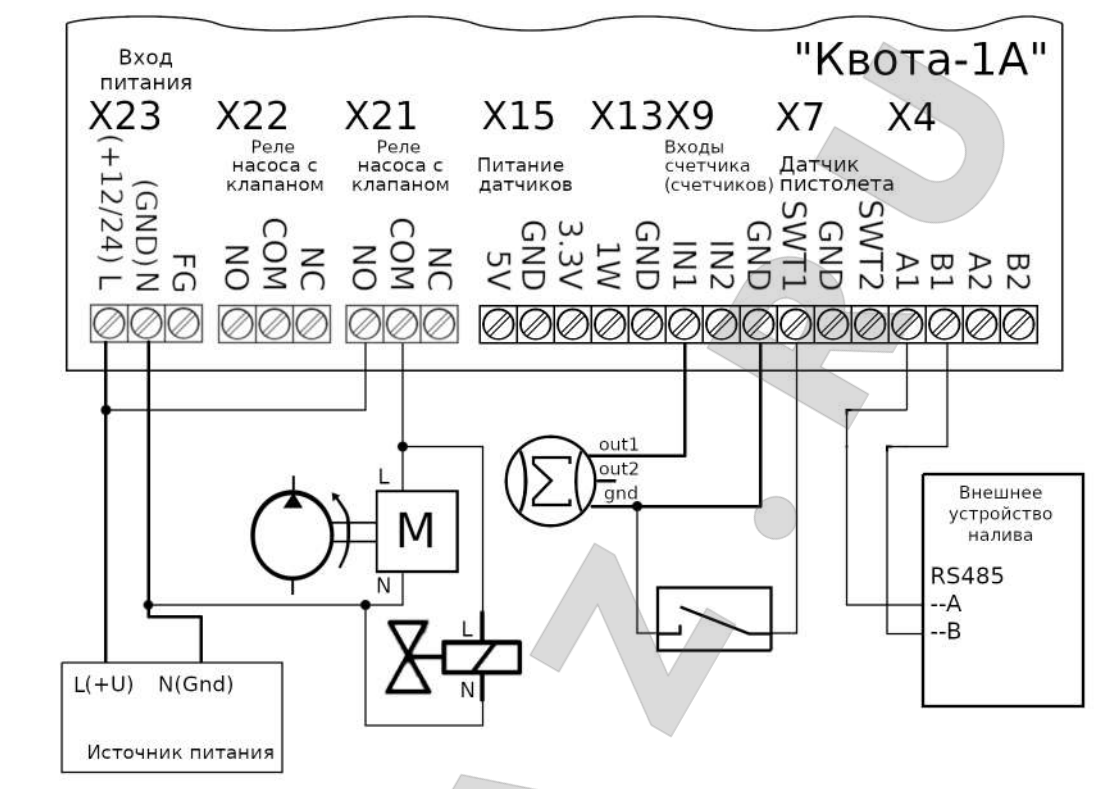 "Квота-1А"
Вход
питания
X23
X22
X21
X15
X13
X9
X7
X4
Реле
насоса с
клапаном
Реле
насоса с
клапаном
Питание
датчиков
Входы
счетчика
(счетчиков)
Датчик
пистолета
(+12/24) L
(GND)N
FG
NO
COM
NC
NO
COM
NC
5V
GND
3.3V
1W
GND
IN1
IN2
GND
SWT1
GND
SWT2
A1
B1
A2
B2
out1
out2
gnd
L
M
N
L
N
L(+U) N(Gnd)
Источник питания
Внешнее
устройство
налива
RS485
--A
--B
Z.RU